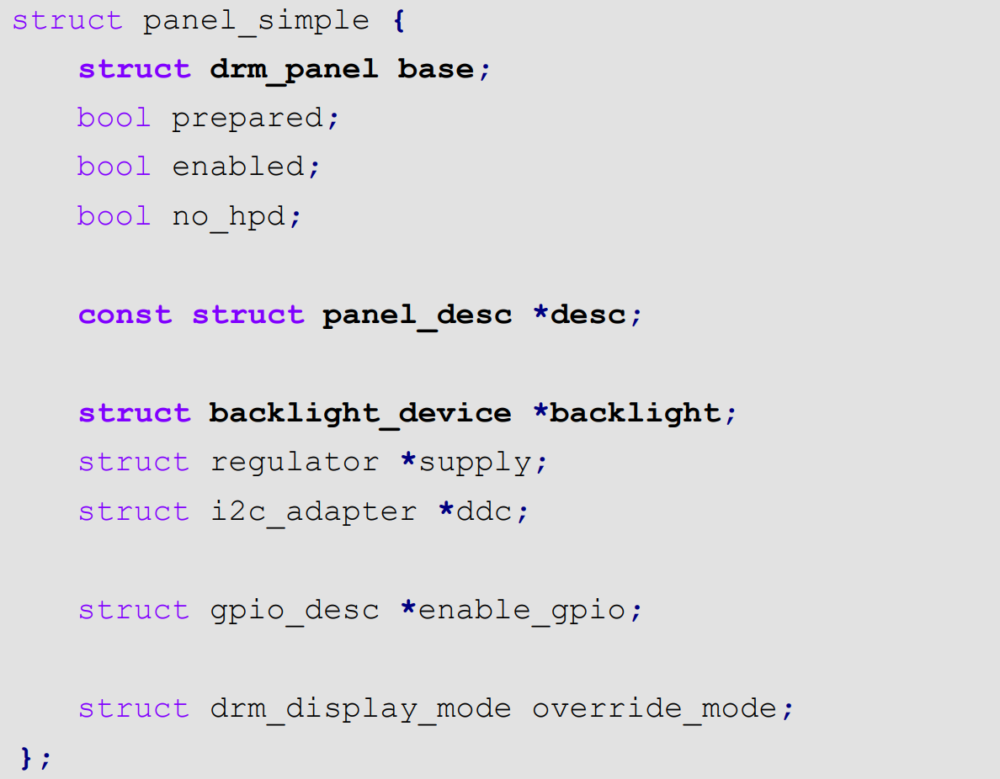 struct panel_simple {
struct drm_panel base;
bool prepared;
bool enabled;
bool no_hpd;
const struct panel_desc *desc;
struct backlight_device *backlight;
struct regulator *supply;
struct i2c_adapter *ddc;
struct gpio_desc *enable_gpio;
struct drm_display_mode override_mode;
};